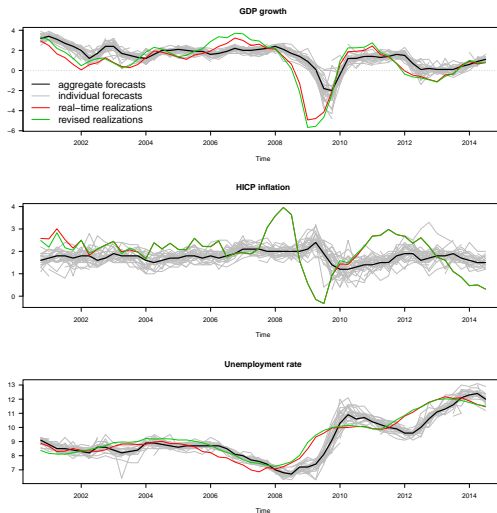 GDP growth
4
2
0
−2
−4
−6
aggregate forecasts
individual forecasts
real−time realizations
revised realizations
2002 2004 2006 2008 2010 2012 2014
Time
HICP inflation
4
3
2
1
0
2002 2004 2006 2008 2010 2012 2014
Time
Unemployment rate
13
12
11
10
9
8
7
2002 2004 2006 2008 2010 2012 2014
Time